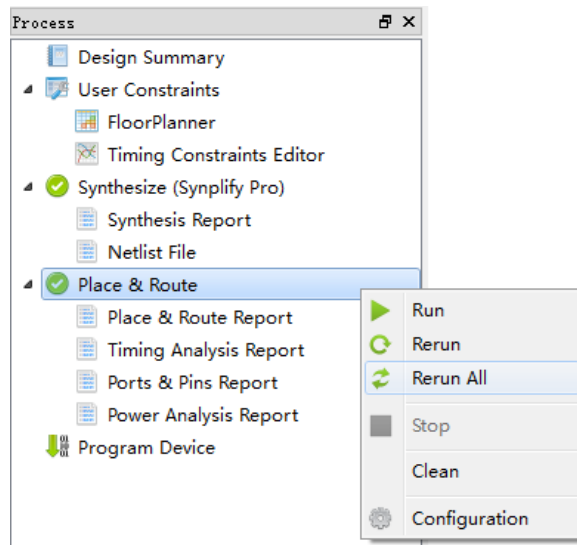 Process
Design Summary
User Constraints
FloorPlanner
Timing Constraints Editor
Synthesize (Synplify Pro)
Synthesis Report
Netlist File
Place & Route
Place & Route Report
Timing Analysis Report
Ports & Pins Report
Power Analysis Report
Program Device
Run
Rerun
Rerun All
Stop
Clean
Configuration